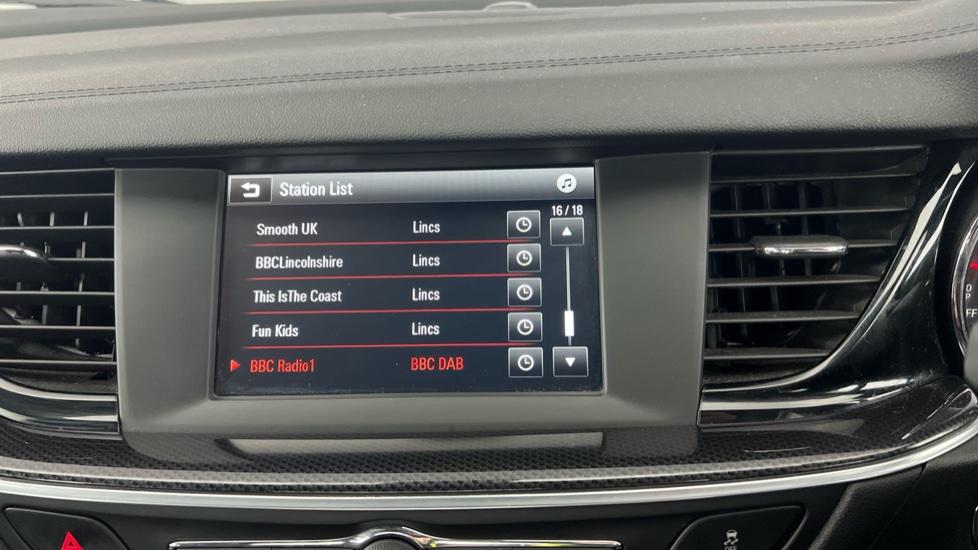 Station List
16 / 18
Smooth UK Lincs
BBCLincolnshire Lincs
This IsThe Coast Lincs
Fun Kids Lincs
BBC Radio1 BBC DAB